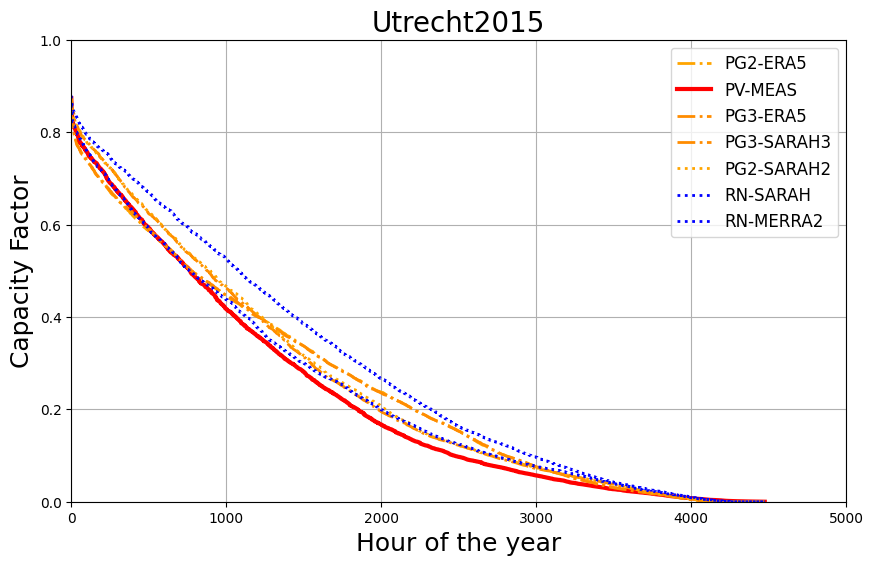 Utrecht2015
Capacity Factor
1.0
0.8
0.6
0.4
0.2
0.0
PG2-ERA5
PV-MEAS
PG3-ERA5
PG3-SARAH3
PG2-SARAH2
RN-SARAH
RN-MERRA2
0 1000 2000 3000 4000 5000
Hour of the year